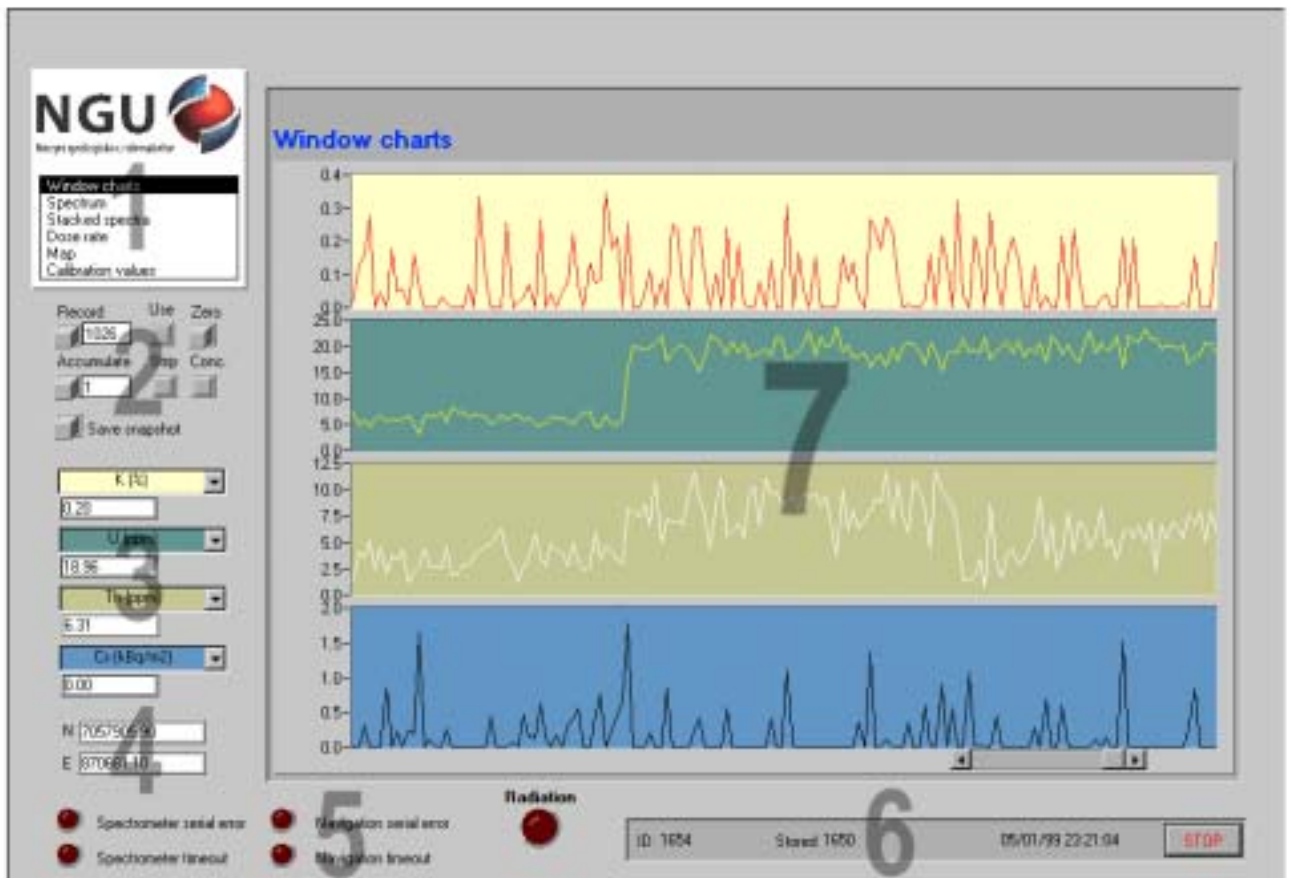 NGU
Window charts
1
Window charts
Spectrum
Stacked spectra
Dose rate
Map
Calibration values
Record Use Zero
1026
2
Accumulate Stop Conc.
1
Save snapshot
K (%)
0.28
U (ppm)
18.96
3
Th (ppm)
6.31
Cs (kBq/m2)
0.00
4
N
E
0.4
0.3
0.2
0.1
0.0
25.0
20.0
15.0
10.0
5.0
0.0
7
12.5
10.0
7.5
5.0
2.5
0.0
2.0
1.5
1.0
0.5
0.0
Radiation
Spectrometer serial error
Navigation serial error
Spectrometer timeout
Navigation timeout
5
ID 1654 Stored 1650 05/01/99 23:21:04 STOP
6